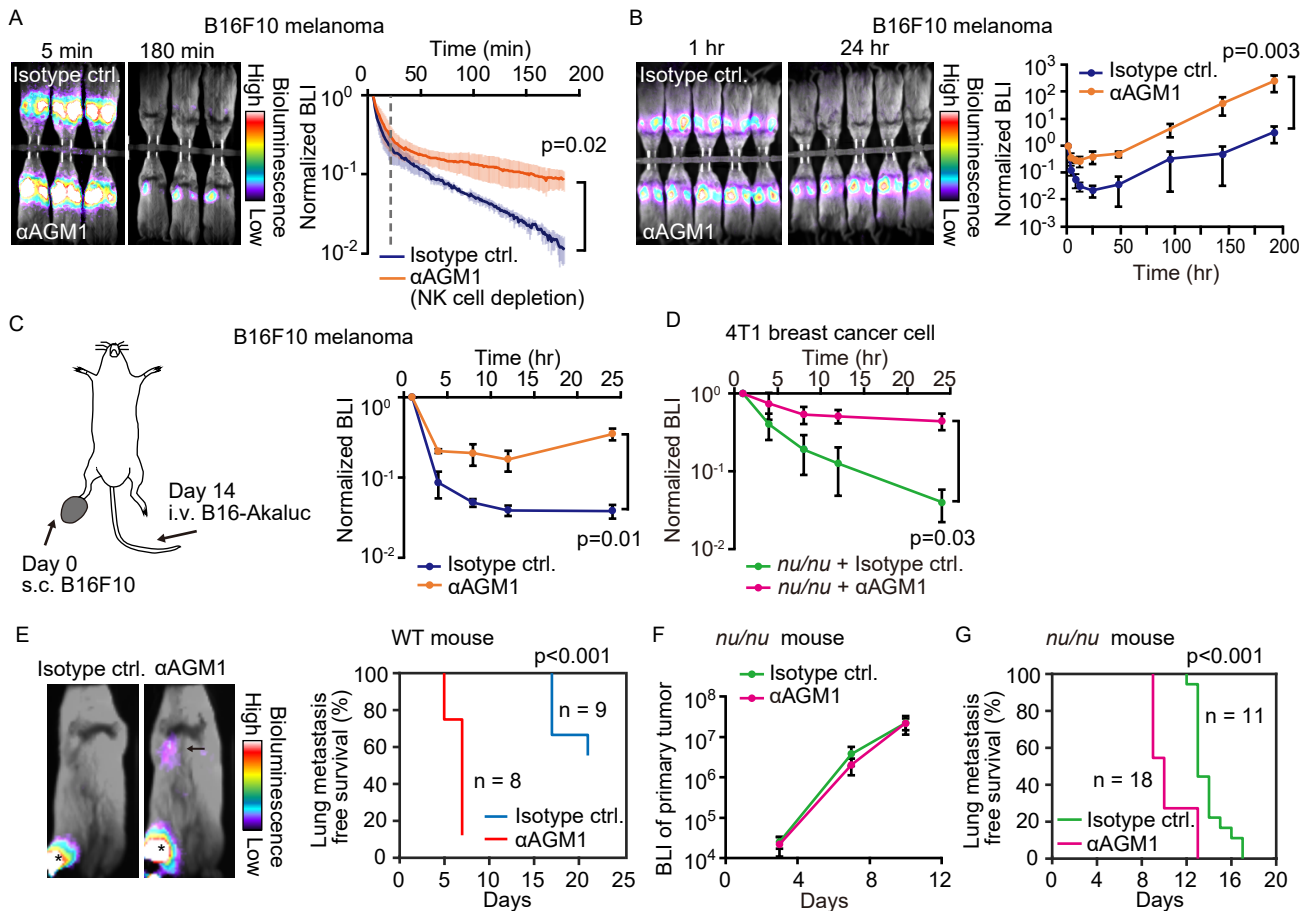 A
B16F10 melanoma
5 min
180 min
Isotype ctrl.
αAGM1
High
Bioluminescence
Low
Time (min)
0
50
100
150
200
Normalized BLI
10^0
10^-1
10^-2
p=0.02
Isotype ctrl.
αAGM1
(NK cell depletion)
B
B16F10 melanoma
1 hr
24 hr
Isotype ctrl.
αAGM1
High
Bioluminescence
Low
p=0.003
Isotype ctrl.
αAGM1
Normalized BLI
10^3
10^2
10^1
10^0
10^-1
10^-2
10^-3
0
50
100
150
200
Time (hr)
C
B16F10 melanoma
Day 14
i.v. B16-Akaluc
Day 0
s.c. B16F10
Time (hr)
0
5
10
15
20
25
Normalized BLI
10^0
10^-1
10^-2
p=0.01
Isotype ctrl.
αAGM1
D
4T1 breast cancer cell
Time (hr)
0
5
10
15
20
25
Normalized BLI
10^0
10^-1
10^-2
p=0.03
nu/nu + Isotype ctrl.
nu/nu + αAGM1
E
Isotype ctrl.
αAGM1
*
*
High
Bioluminescence
Low
WT mouse
p<0.001
Lung metastasis
free survival (%)
100
80
60
40
20
0
n = 9
n = 8
Isotype ctrl.
αAGM1
0
5
10
15
20
25
Days
F
nu/nu mouse
Isotype ctrl.
αAGM1
BLI of primary tumor
10^8
10^7
10^6
10^5
10^4
0
4
8
12
Days
G
nu/nu mouse
p<0.001
Lung metastasis
free survival (%)
100
80
60
40
20
0
n = 11
n = 18
Isotype ctrl.
αAGM1
0
4
8
12
16
20
Days